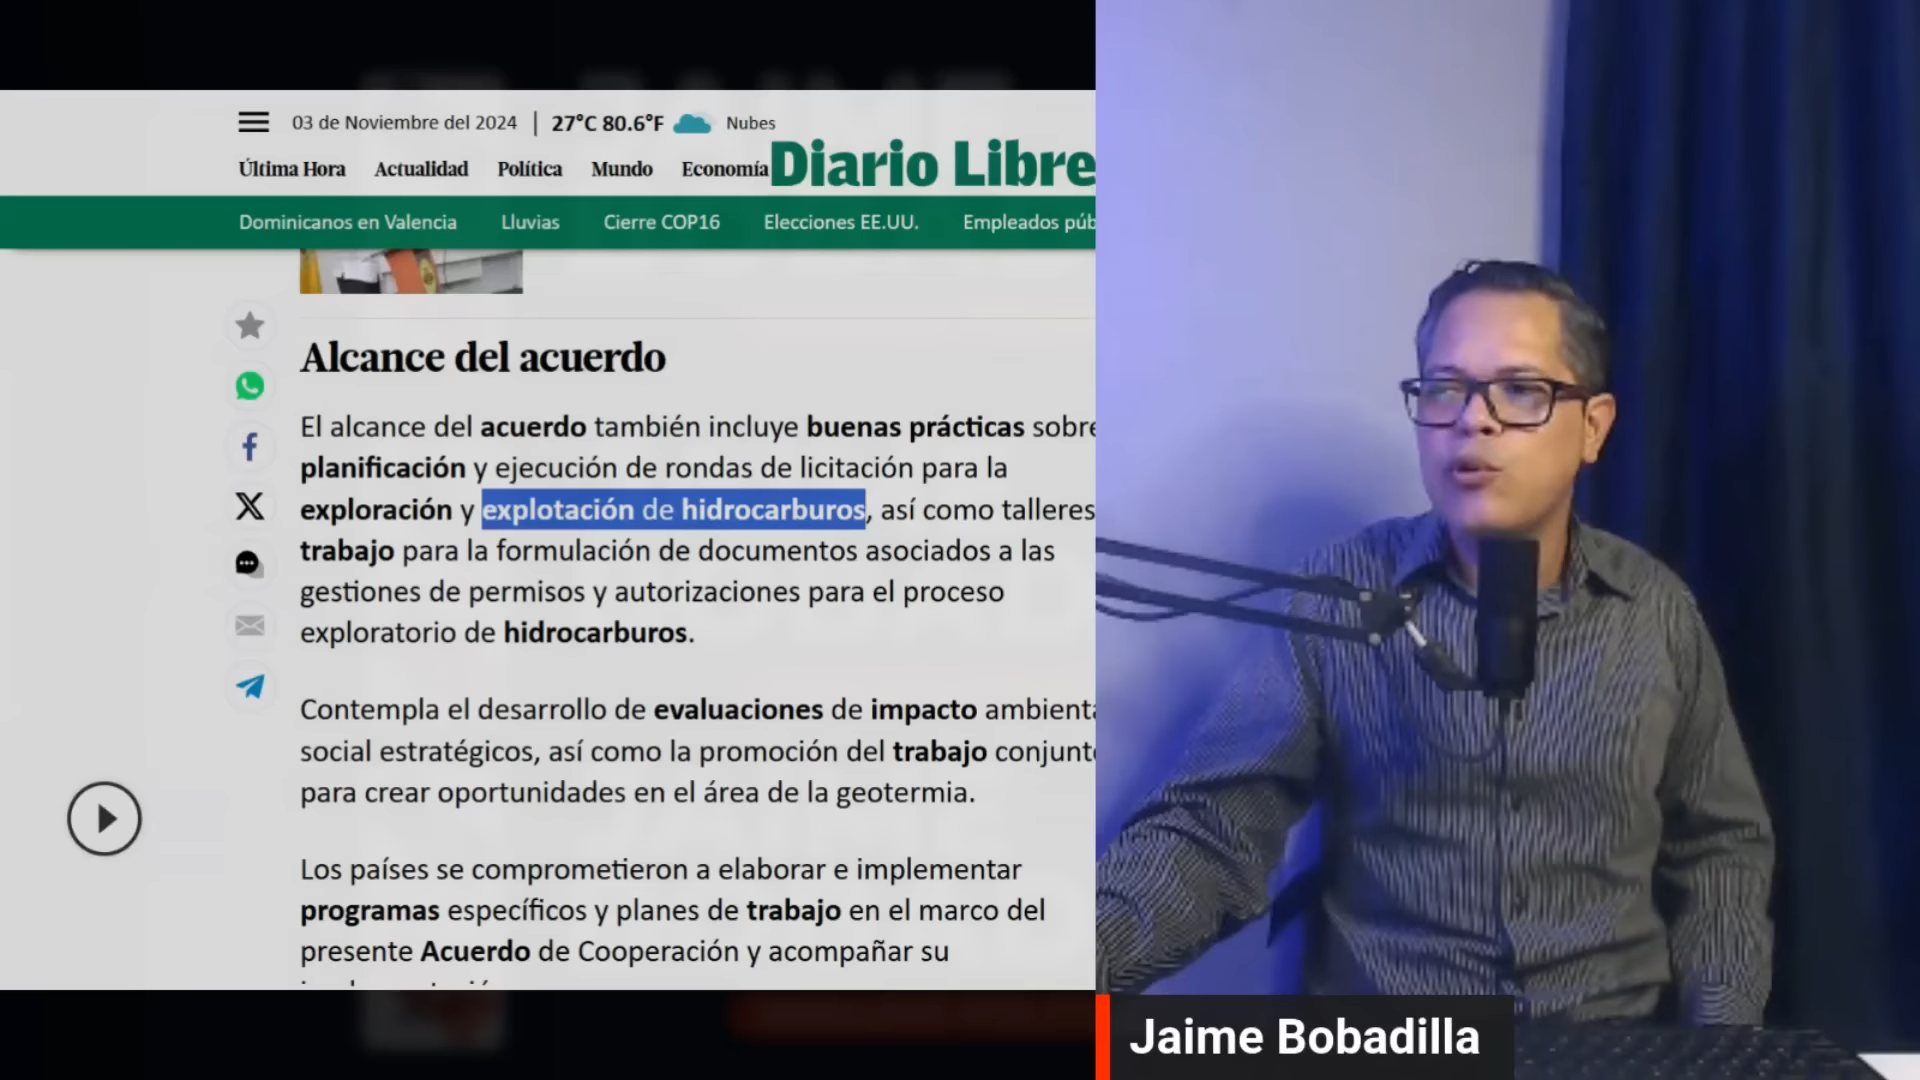 03 de Noviembre del 2024 | 27°C 80.6°F Nubes
Última Hora Actualidad Política Mundo Economía
Diario Libre
Dominicanos en Valencia Lluvias Cierre COP16 Elecciones EE.UU. Empleados púb
Alcance del acuerdo
El alcance del acuerdo también incluye buenas prácticas sobre
planificación y ejecución de rondas de licitación para la
exploración y explotación de hidrocarburos, así como talleres
trabajo para la formulación de documentos asociados a las
gestiones de permisos y autorizaciones para el proceso
exploratorio de hidrocarburos.
Contempla el desarrollo de evaluaciones de impacto ambienta
social estratégicos, así como la promoción del trabajo conjunto
para crear oportunidades en el área de la geotermia.
Los países se comprometieron a elaborar e implementar
programas específicos y planes de trabajo en el marco del
presente Acuerdo de Cooperación y acompañar su
Jaime Bobadilla